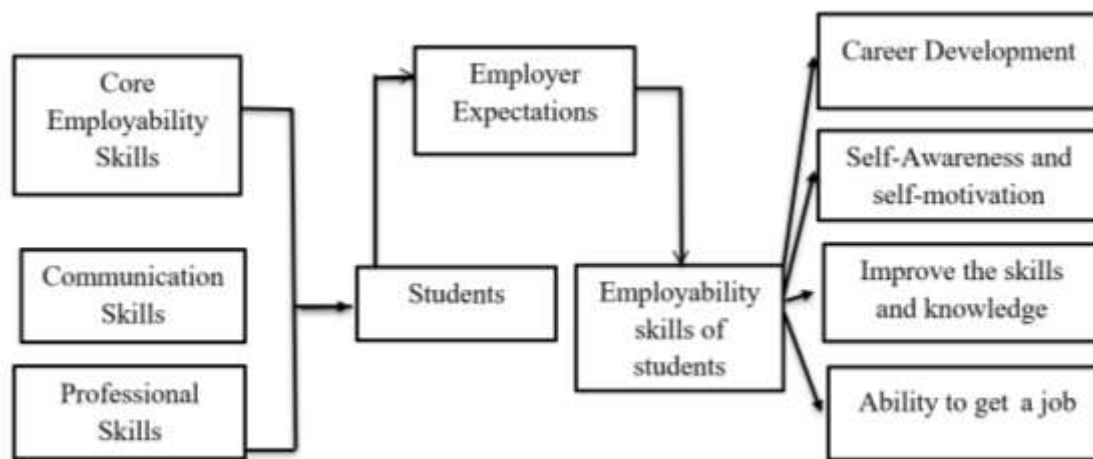 Core
Employability
Skills
Communication
Skills
Professional
Skills
Students
Employer
Expectations
Employability
skills of
students
Career Development
Self-Awareness and
self-motivation
Improve the skills
and knowledge
Ability to get a job